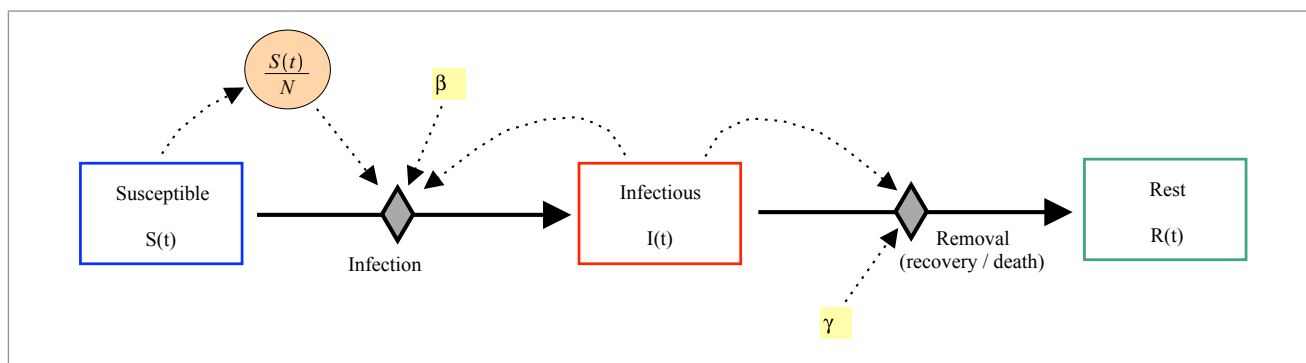 S(t)
N
β
Susceptible
S(t)
Infection
Infectious
I(t)
Removal
(recovery / death)
γ
Rest
R(t)